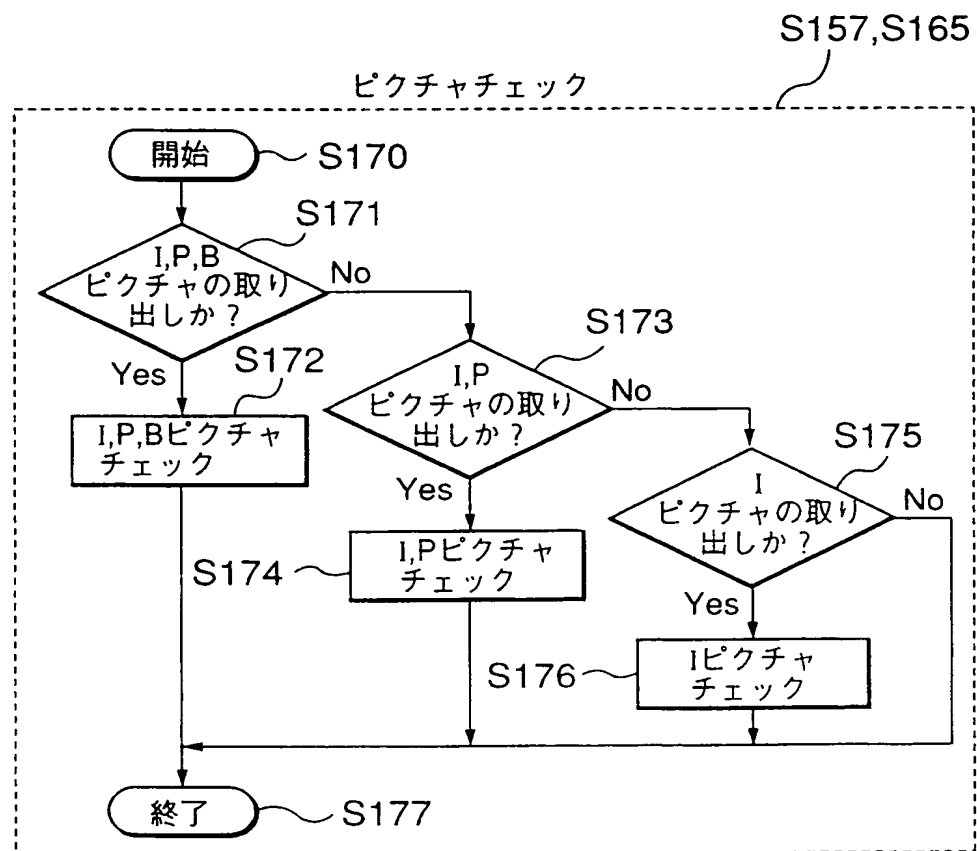 S157,S165
ピクチャチェック
開始
S170
S171
I,P,B
ピクチャの取り
出しか？
No
Yes
S172
I,P,Bピクチャ
チェック
S173
I,P
ピクチャの取り
出しか？
No
Yes
S174
I,Pピクチャ
チェック
S175
I
ピクチャの取り
出しか？
No
Yes
S176
Iピクチャ
チェック
終了
S177